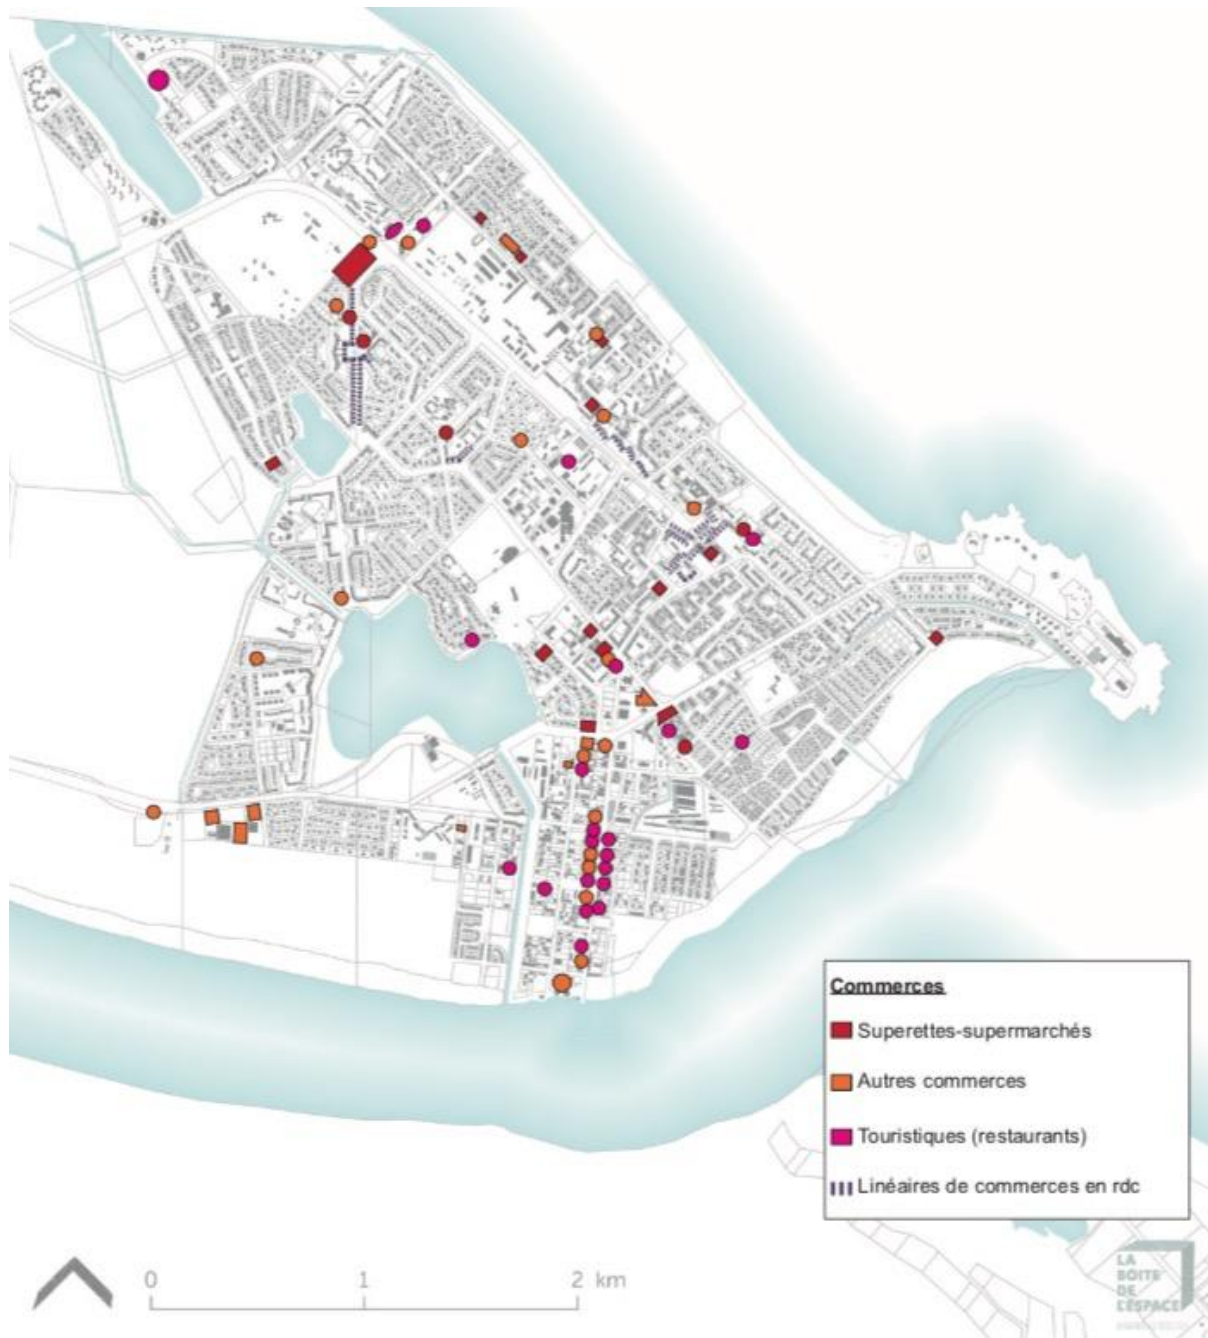 Commerces
Superettes-supermarchés
Autres commerces
Touristiques (restaurants)
Linéaires de commerces en rdc
0 1 2 km
LA
BOITE
DE
L'ESPACE